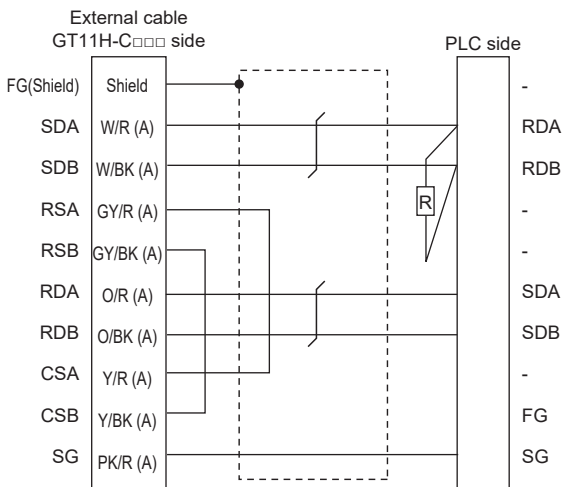 External cable
GT11H-C□□□ side
PLC side
FG(Shield) Shield -
SDA W/R (A) RDA
SDB W/BK (A) RDB
RSA GY/R (A) R -
RSB GY/BK (A) -
RDA O/R (A) SDA
RDB O/BK (A) SDB
CSA Y/R (A) -
CSB Y/BK (A) FG
SG PK/R (A) SG